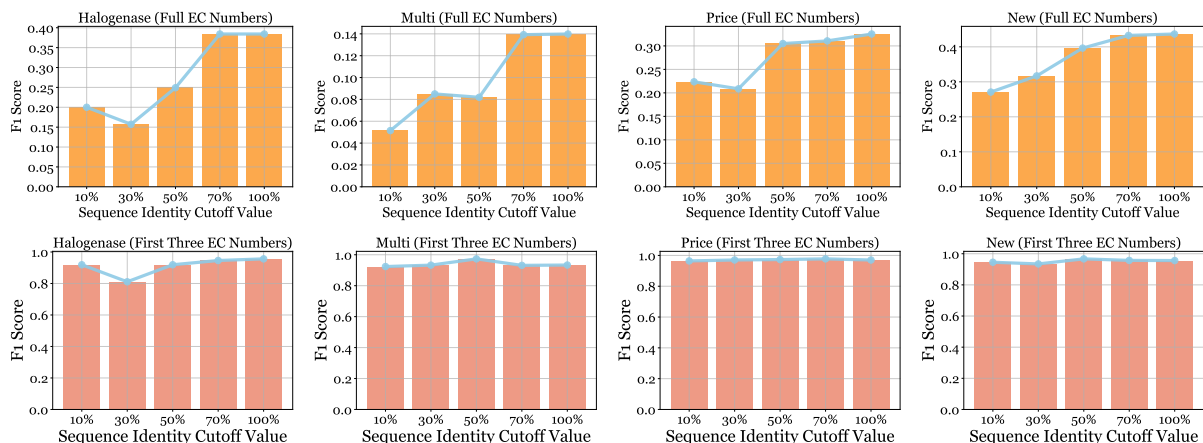 Halogenase (Full EC Numbers)
0.40
0.35
0.30
0.25
0.20
0.15
0.10
0.05
0.00
F1 Score
10% 30% 50% 70% 100%
Sequence Identity Cutoff Value
Multi (Full EC Numbers)
0.14
0.12
0.10
0.08
0.06
0.04
0.02
0.00
F1 Score
10% 30% 50% 70% 100%
Sequence Identity Cutoff Value
Price (Full EC Numbers)
0.30
0.25
0.20
0.15
0.10
0.05
0.00
F1 Score
10% 30% 50% 70% 100%
Sequence Identity Cutoff Value
New (Full EC Numbers)
0.4
0.3
0.2
0.1
0.0
F1 Score
10% 30% 50% 70% 100%
Sequence Identity Cutoff Value
Halogenase (First Three EC Numbers)
1.0
0.8
0.6
0.4
0.2
0.0
F1 Score
10% 30% 50% 70% 100%
Sequence Identity Cutoff Value
Multi (First Three EC Numbers)
1.0
0.8
0.6
0.4
0.2
0.0
F1 Score
10% 30% 50% 70% 100%
Sequence Identity Cutoff Value
Price (First Three EC Numbers)
1.0
0.8
0.6
0.4
0.2
0.0
F1 Score
10% 30% 50% 70% 100%
Sequence Identity Cutoff Value
New (First Three EC Numbers)
1.0
0.8
0.6
0.4
0.2
0.0
F1 Score
10% 30% 50% 70% 100%
Sequence Identity Cutoff Value